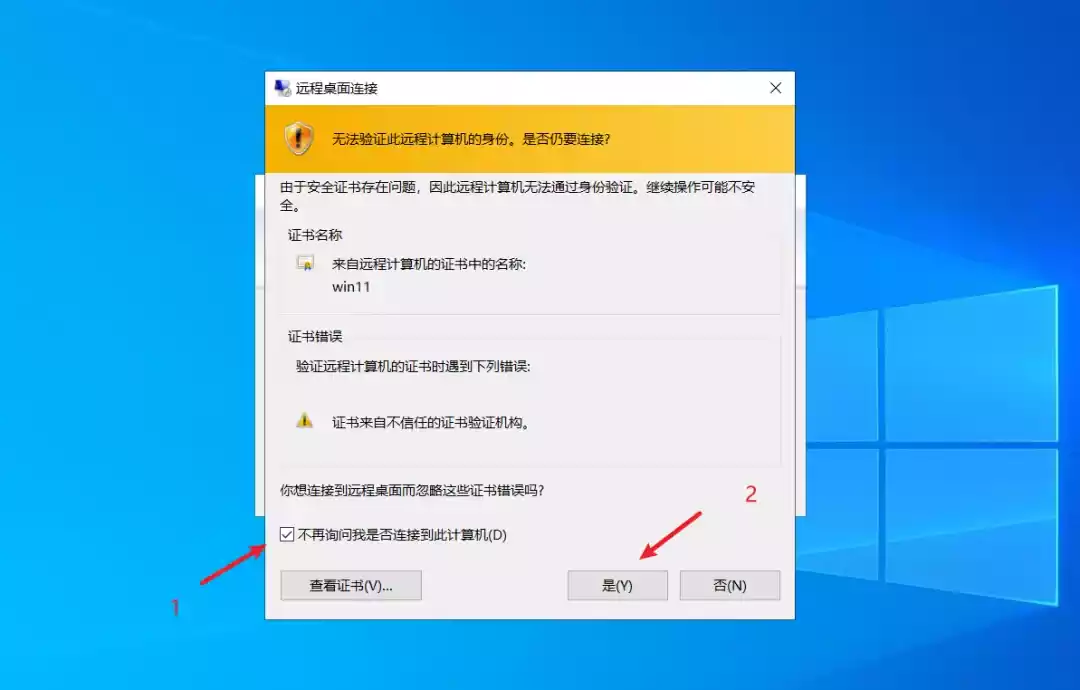 远程桌面连接
无法验证此远程计算机的身份。是否仍要连接?
由于安全证书存在问题，因此远程计算机无法通过身份验证。继续操作可能不安
全。
证书名称
来自远程计算机的证书中的名称:
win11
证书错误
验证远程计算机的证书时遇到下列错误:
证书来自不信任的证书验证机构。
你想连接到远程桌面而忽略这些证书错误吗?
2
不再询问我是否连接到此计算机(D)
查看证书(V)...
是(Y)
否(N)
1